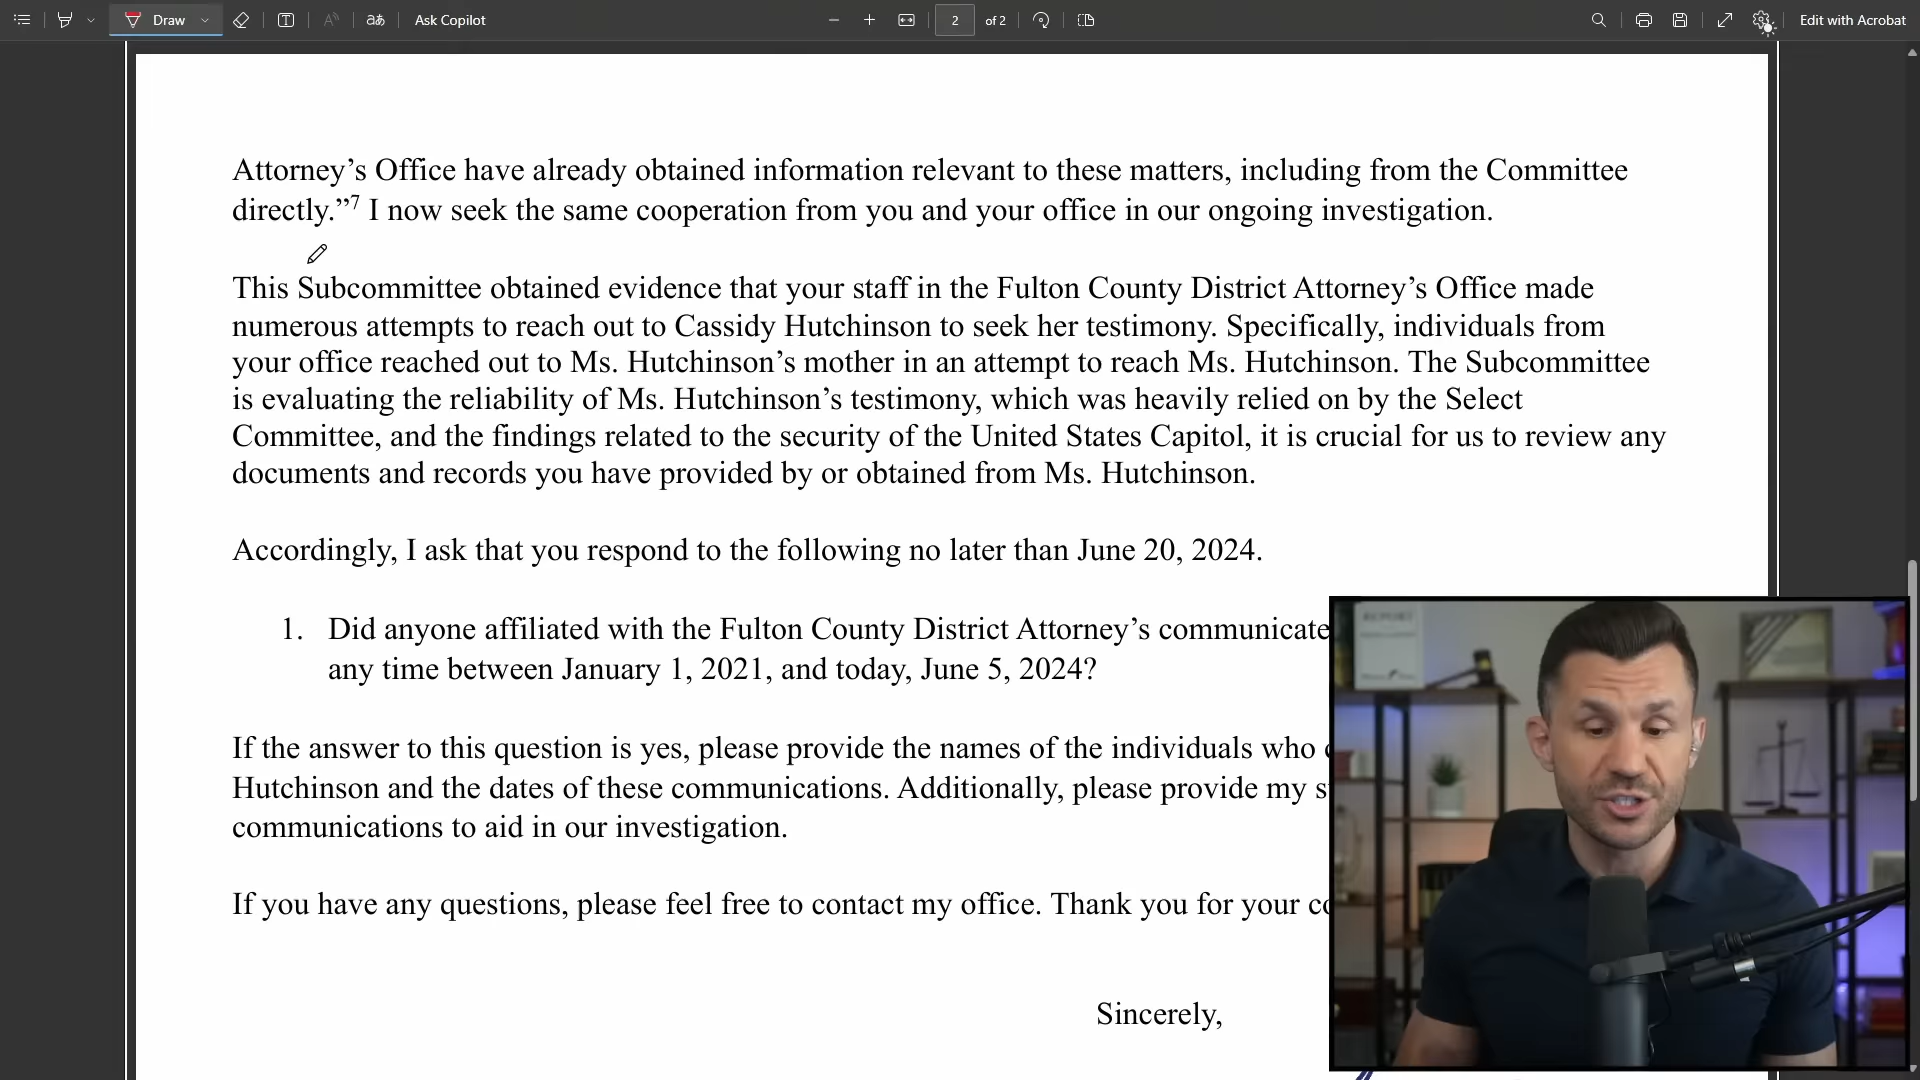 Draw
Ask Copilot
2
of 2
Edit with Acrobat
Attorney’s Office have already obtained information relevant to these matters, including from the Committee
directly.”7 I now seek the same cooperation from you and your office in our ongoing investigation.
This Subcommittee obtained evidence that your staff in the Fulton County District Attorney’s Office made
numerous attempts to reach out to Cassidy Hutchinson to seek her testimony. Specifically, individuals from
your office reached out to Ms. Hutchinson’s mother in an attempt to reach Ms. Hutchinson. The Subcommittee
is evaluating the reliability of Ms. Hutchinson’s testimony, which was heavily relied on by the Select
Committee, and the findings related to the security of the United States Capitol, it is crucial for us to review any
documents and records you have provided by or obtained from Ms. Hutchinson.
Accordingly, I ask that you respond to the following no later than June 20, 2024.
1. Did anyone affiliated with the Fulton County District Attorney’s communicate
any time between January 1, 2021, and today, June 5, 2024?
If the answer to this question is yes, please provide the names of the individuals who
Hutchinson and the dates of these communications. Additionally, please provide my
communications to aid in our investigation.
If you have any questions, please feel free to contact my office. Thank you for your
Sincerely,
REPORT